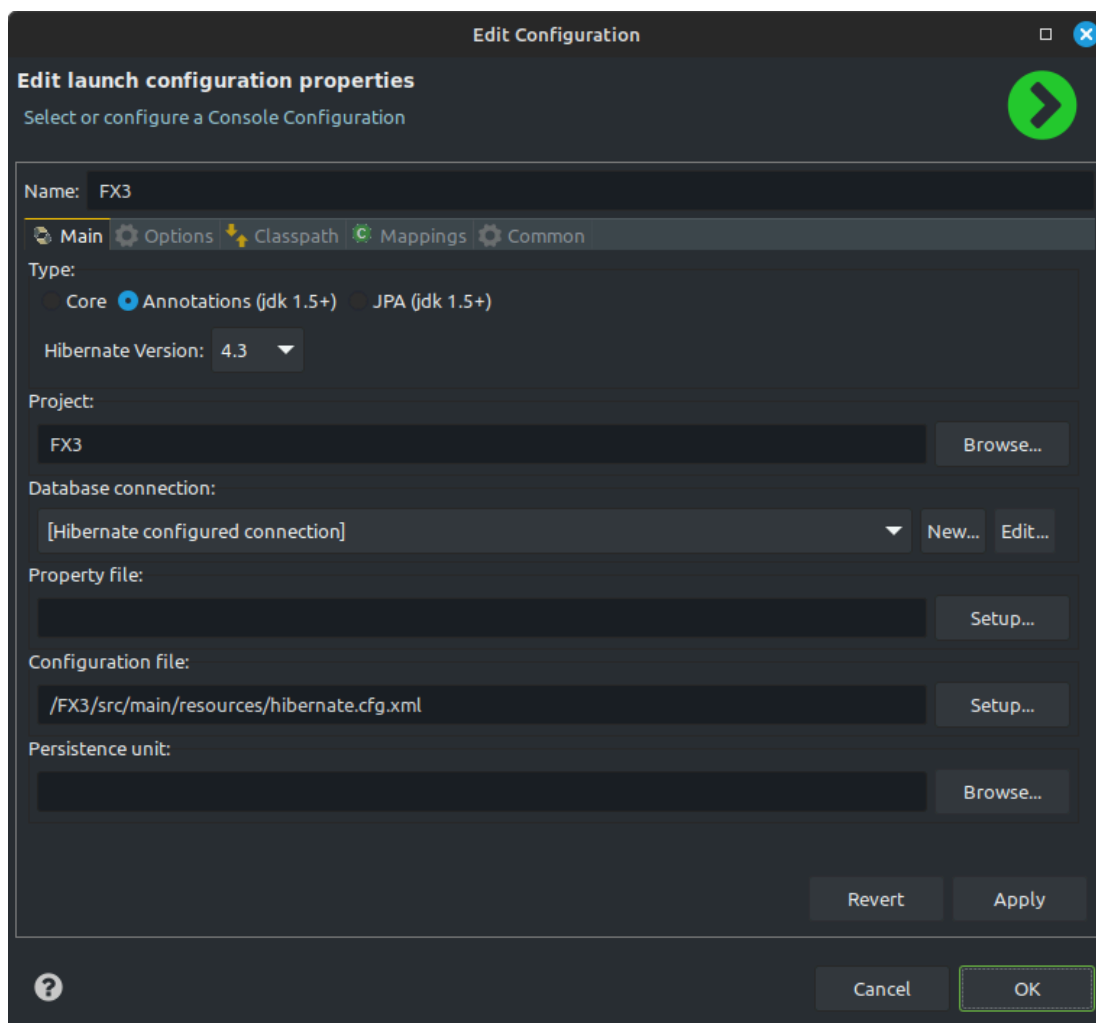 Edit Configuration
Edit launch configuration properties
Select or configure a Console Configuration
Name: FX3
Main Options Classpath Mappings Common
Type:
Core Annotations (jdk 1.5+) JPA (jdk 1.5+)
Hibernate Version: 4.3
Project:
FX3 Browse...
Database connection:
[Hibernate configured connection] New... Edit...
Property file:
Setup...
Configuration file:
/FX3/src/main/resources/hibernate.cfg.xml Setup...
Persistence unit:
Browse...
Revert Apply
Cancel OK